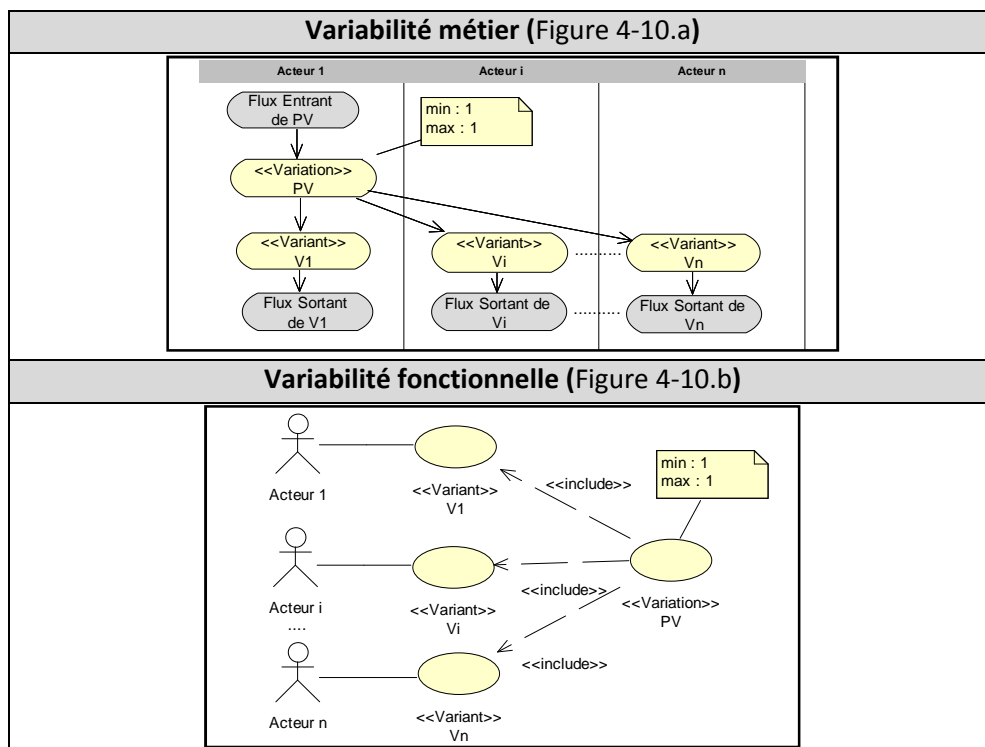 Variabilité métier (Figure 4-10.a)
Acteur 1
Acteur i
Acteur n
Flux Entrant
de PV
min : 1
max : 1
<<Variation>>
PV
<<Variant>>
V1
<<Variant>>
Vi
.........
<<Variant>>
Vn
Flux Sortant
de V1
Flux Sortant de
Vi
.........
Flux Sortant de
Vn
Variabilité fonctionnelle (Figure 4-10.b)
Acteur 1
<<Variant>>
V1
<<include>>
min : 1
max : 1
Acteur i
....
<<Variant>>
Vi
<<include>>
<<Variation>>
PV
<<include>>
Acteur n
<<Variant>>
Vn